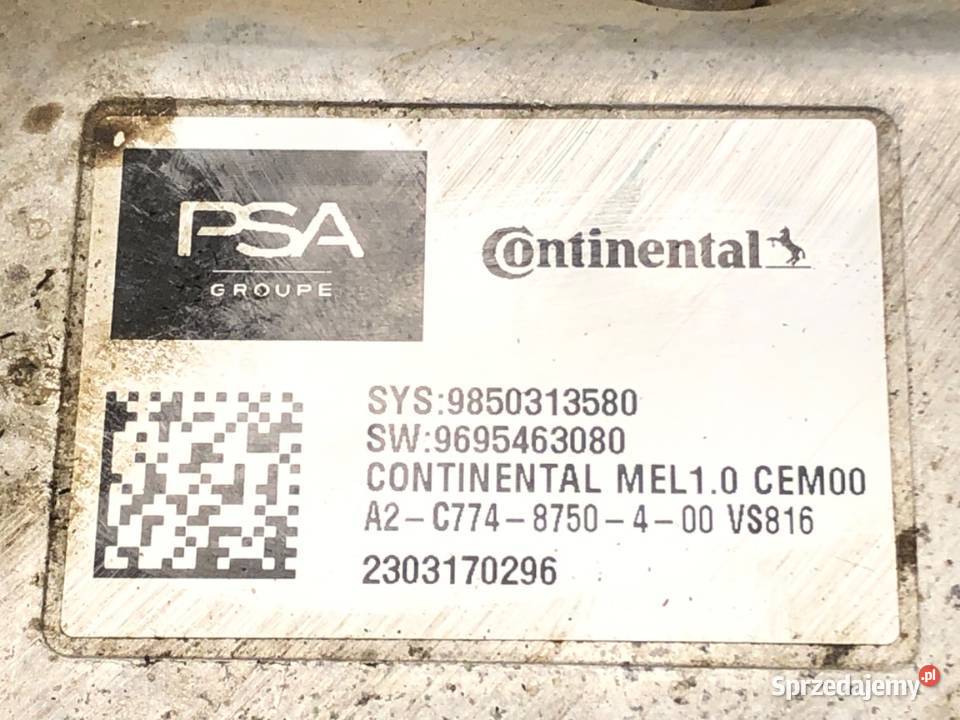 PSA
GROUPE
Continental
SYS:9850313580
SW:9695463080
CONTINENTAL MEL1.0 CEM00
A2-C774-8750-4-00 VS816
2303170296
Sprzedajemy.pl